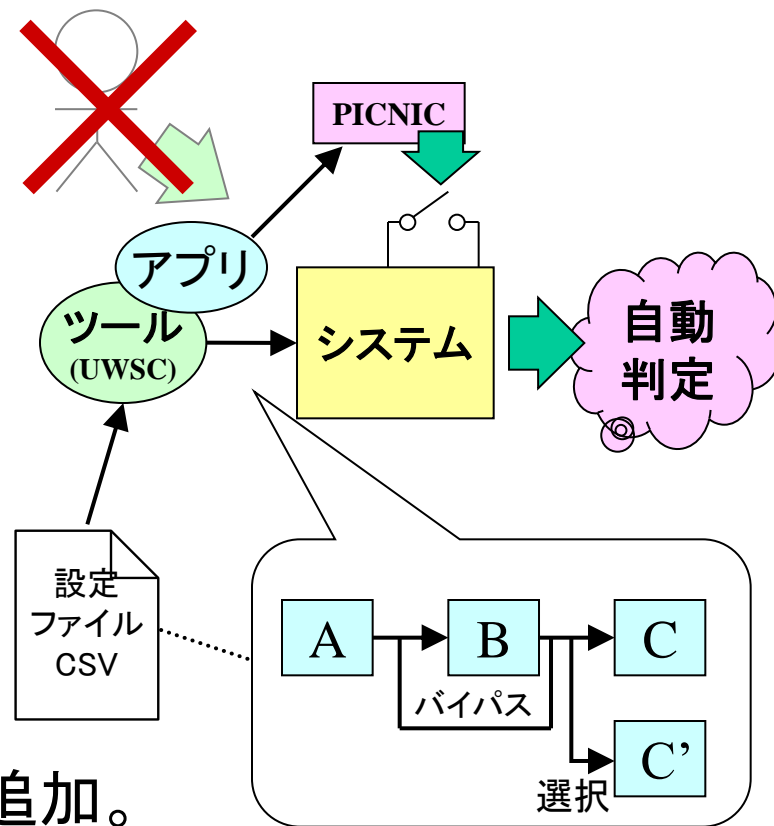 PICNIC
アプリ
ツール
(UWSC)
システム
自動
判定
設定
ファイル
CSV
A
B
C
バイパス
C’
選択
追加。